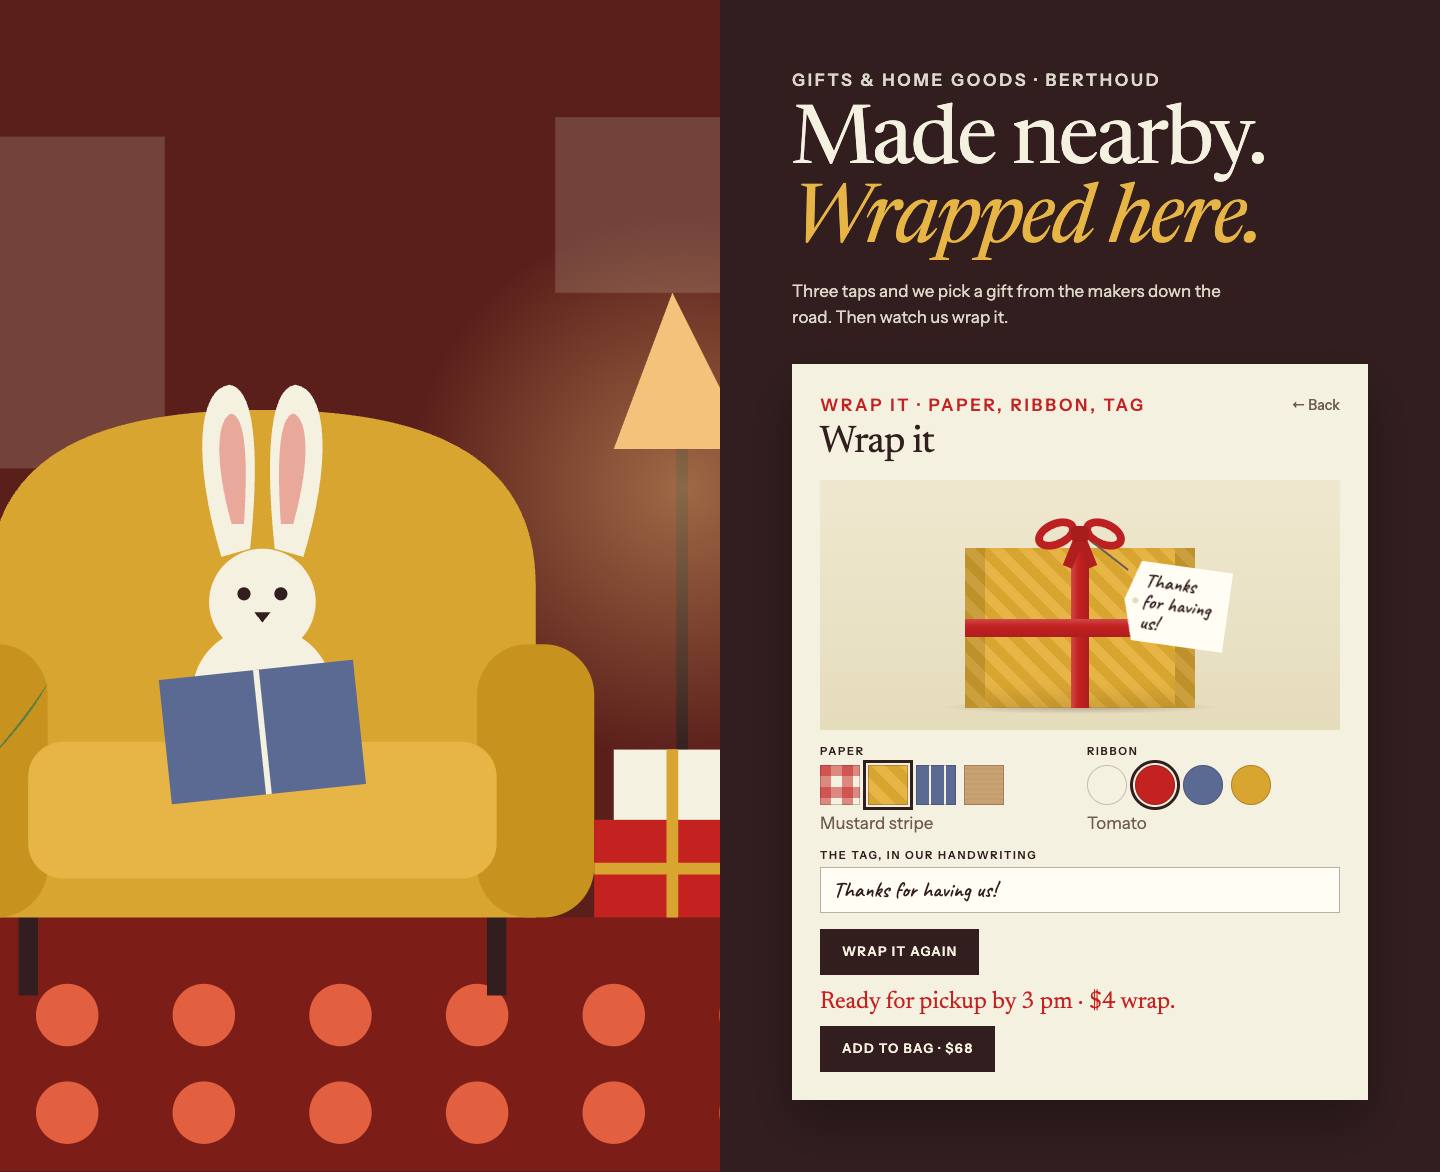 GIFTS & HOME GOODS · BERTHOUD
Made nearby.
Wrapped here.
Three taps and we pick a gift from the makers down the
road. Then watch us wrap it.
WRAP IT · PAPER, RIBBON, TAG
← Back
Wrap it
Thanks
for having
us!
PAPER
RIBBON
Mustard stripe
Tomato
THE TAG, IN OUR HANDWRITING
Thanks for having us!
WRAP IT AGAIN
Ready for pickup by 3 pm · $4 wrap.
ADD TO BAG · $68